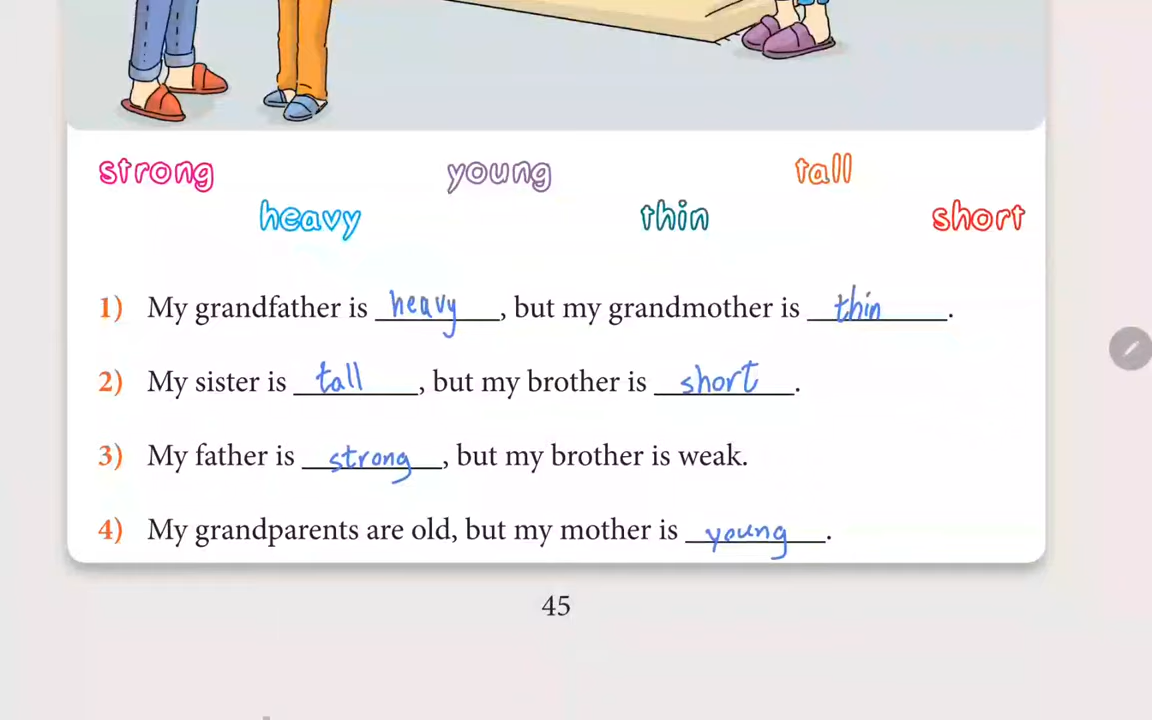 strong young tall
heavy thin short
1) My grandfather is heavy, but my grandmother is thin.
2) My sister is tall, but my brother is short.
3) My father is strong, but my brother is weak.
4) My grandparents are old, but my mother is young.
45